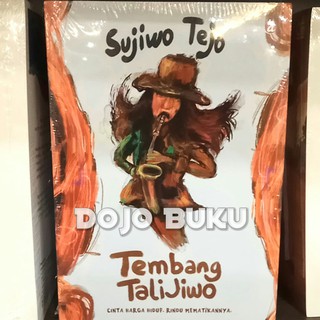 Sujiwo Tejo
DOJO BUKU
Tembang
Talijiwo
CINTA HARGA HIDUP. RINDU MEMATIKANNYA.